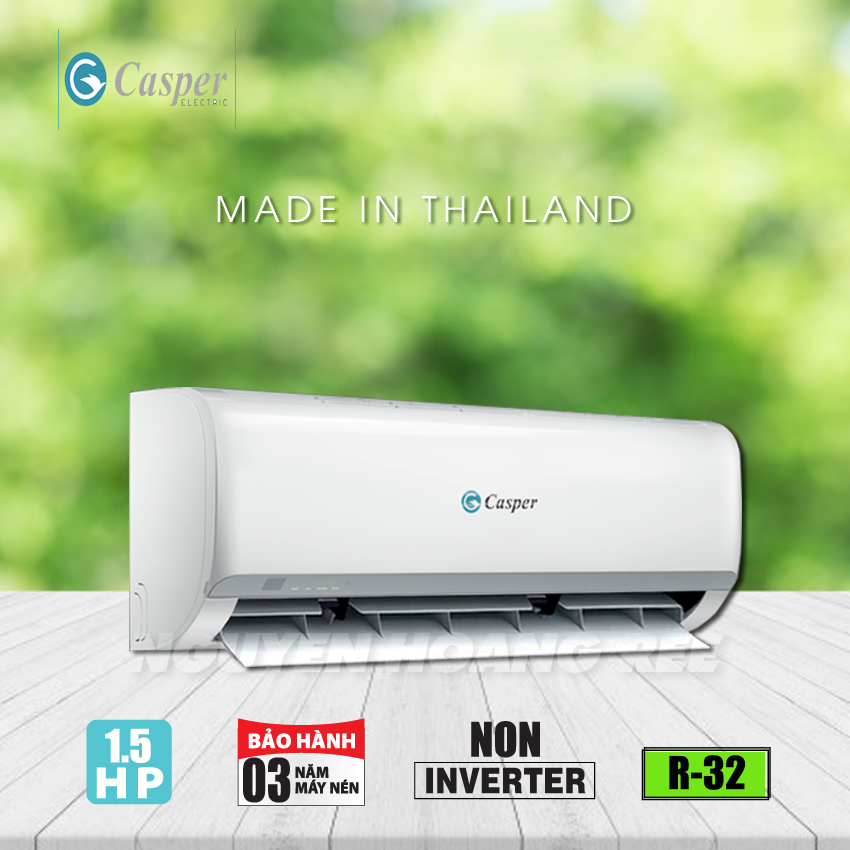 Casper
ELECTRIC
MADE IN THAILAND
Casper
NGUYEN HOANG REE
1.5
HP
BẢO HÀNH
03 NĂM
MÁY NÉN
NON
INVERTER
R-32